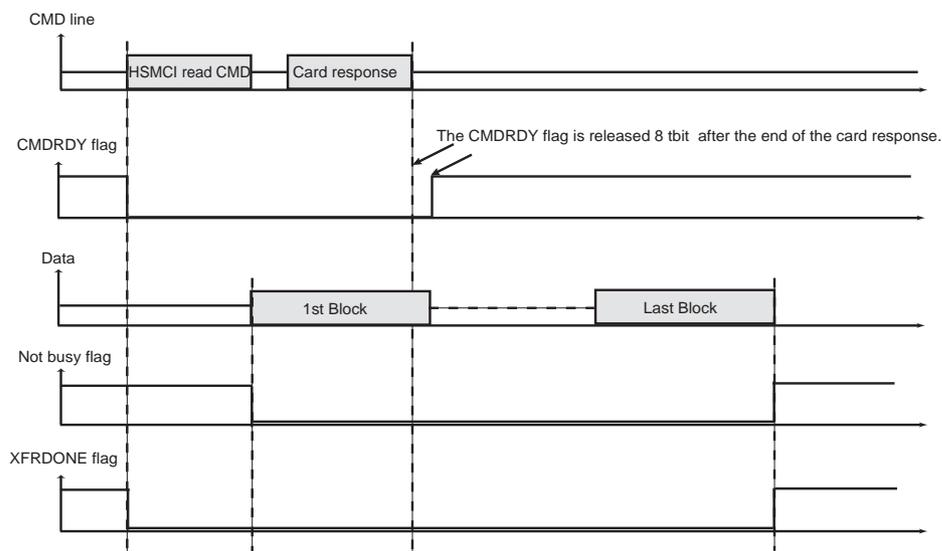 CMD line
HSMCI read CMD
Card response
CMDRDY flag
The CMDRDY flag is released 8 tbit after the end of the card response.
Data
1st Block
Last Block
Not busy flag
XFRDONE flag